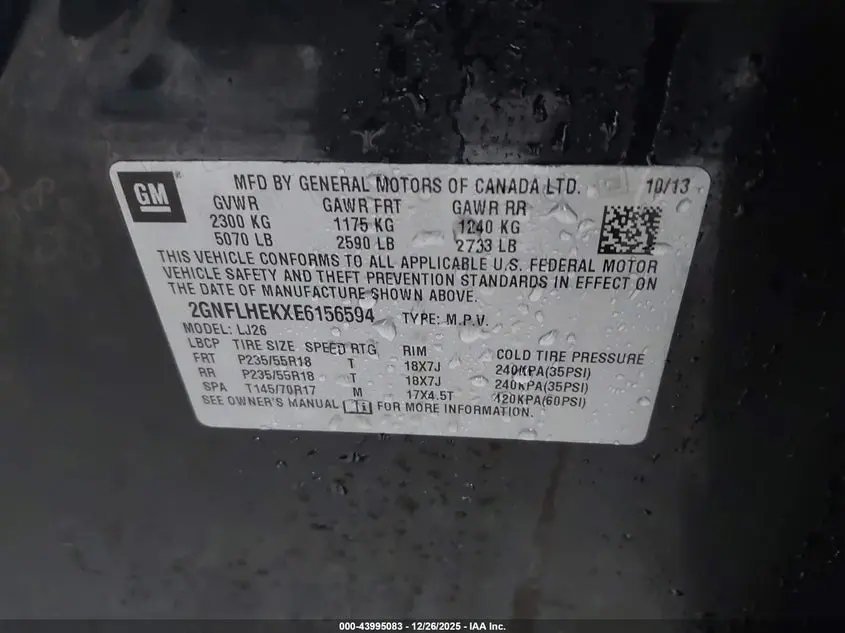 GM
MFD BY GENERAL MOTORS OF CANADA LTD. 10/13
GVWR GAWR FRT GAWR RR
2300 KG 1175 KG 1240 KG
5070 LB 2590 LB 2733 LB
THIS VEHICLE CONFORMS TO ALL APPLICABLE U.S. FEDERAL MOTOR
VEHICLE SAFETY AND THEFT PREVENTION STANDARDS IN EFFECT ON
THE DATE OF MANUFACTURE SHOWN ABOVE.
2GNFLHEKXE6156594 TYPE: M.P.V.
MODEL: LJ26
LBCP TIRE SIZE SPEED RTG RIM COLD TIRE PRESSURE
FRT P235/55R18 T 18X7J 240KPA(35PSI)
RR P235/55R18 T 18X7J 240KPA(35PSI)
SPA T145/70R17 M 17X4.5T 420KPA(60PSI)
SEE OWNER'S MANUAL FOR MORE INFORMATION.
000-43995083 - 12/26/2025 - IAA Inc.